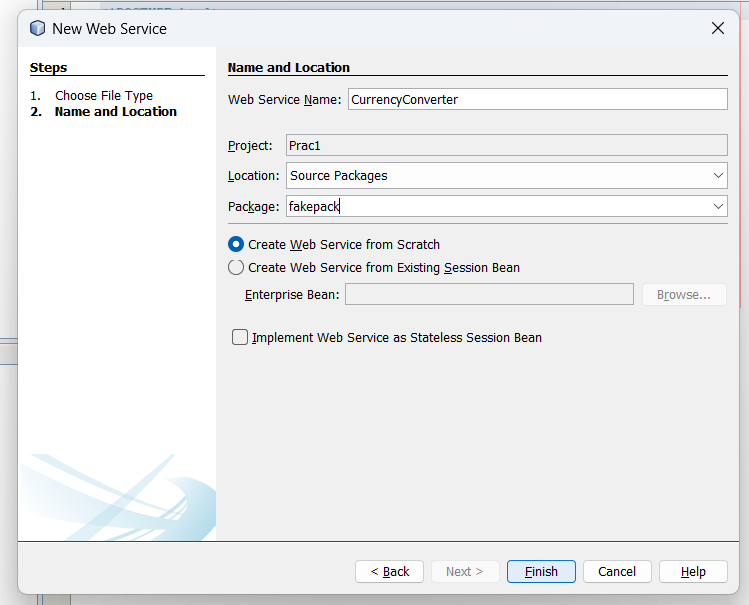 New Web Service
Steps
1. Choose File Type
2. Name and Location
Name and Location
Web Service Name: CurrencyConverter
Project: Prac1
Location: Source Packages
Package: fakepack
Create Web Service from Scratch
Create Web Service from Existing Session Bean
Enterprise Bean: Browse...
Implement Web Service as Stateless Session Bean
< Back Next > Finish Cancel Help